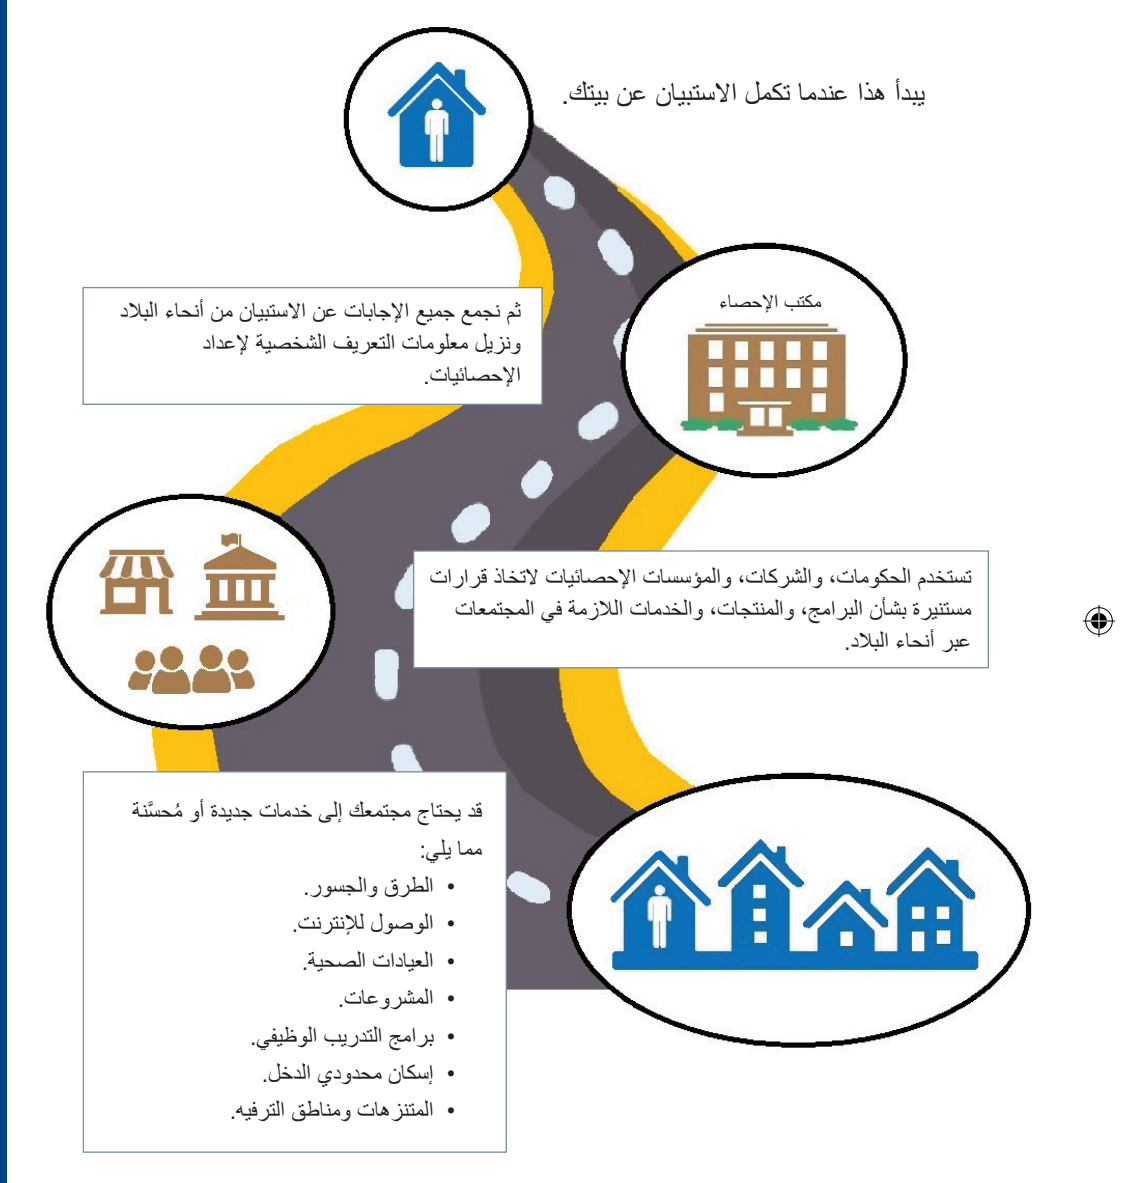 يبدأ هذا عندما تكمل الاستبيان عن بيتك.
مكتب الإحصاء
ثم نجمع جميع الإجابات عن الاستبيان من أنحاء البلاد
ونزيل معلومات التعريف الشخصية لإعداد
الإحصائيات.
تستخدم الحكومات، والشركات، والمؤسسات الإحصائيات لاتخاذ قرارات
مستنيرة بشأن البرامج، والمنتجات، والخدمات اللازمة في المجتمعات
عبر أنحاء البلاد.
قد يحتاج مجتمعك إلى خدمات جديدة أو مُحسَّنة
مما يلي:
• الطرق والجسور.
• الوصول للإنترنت.
• العيادات الصحية.
• المشروعات.
• برامج التدريب الوظيفي.
• إسكان محدودي الدخل.
• المتنزهات ومناطق الترفيه.